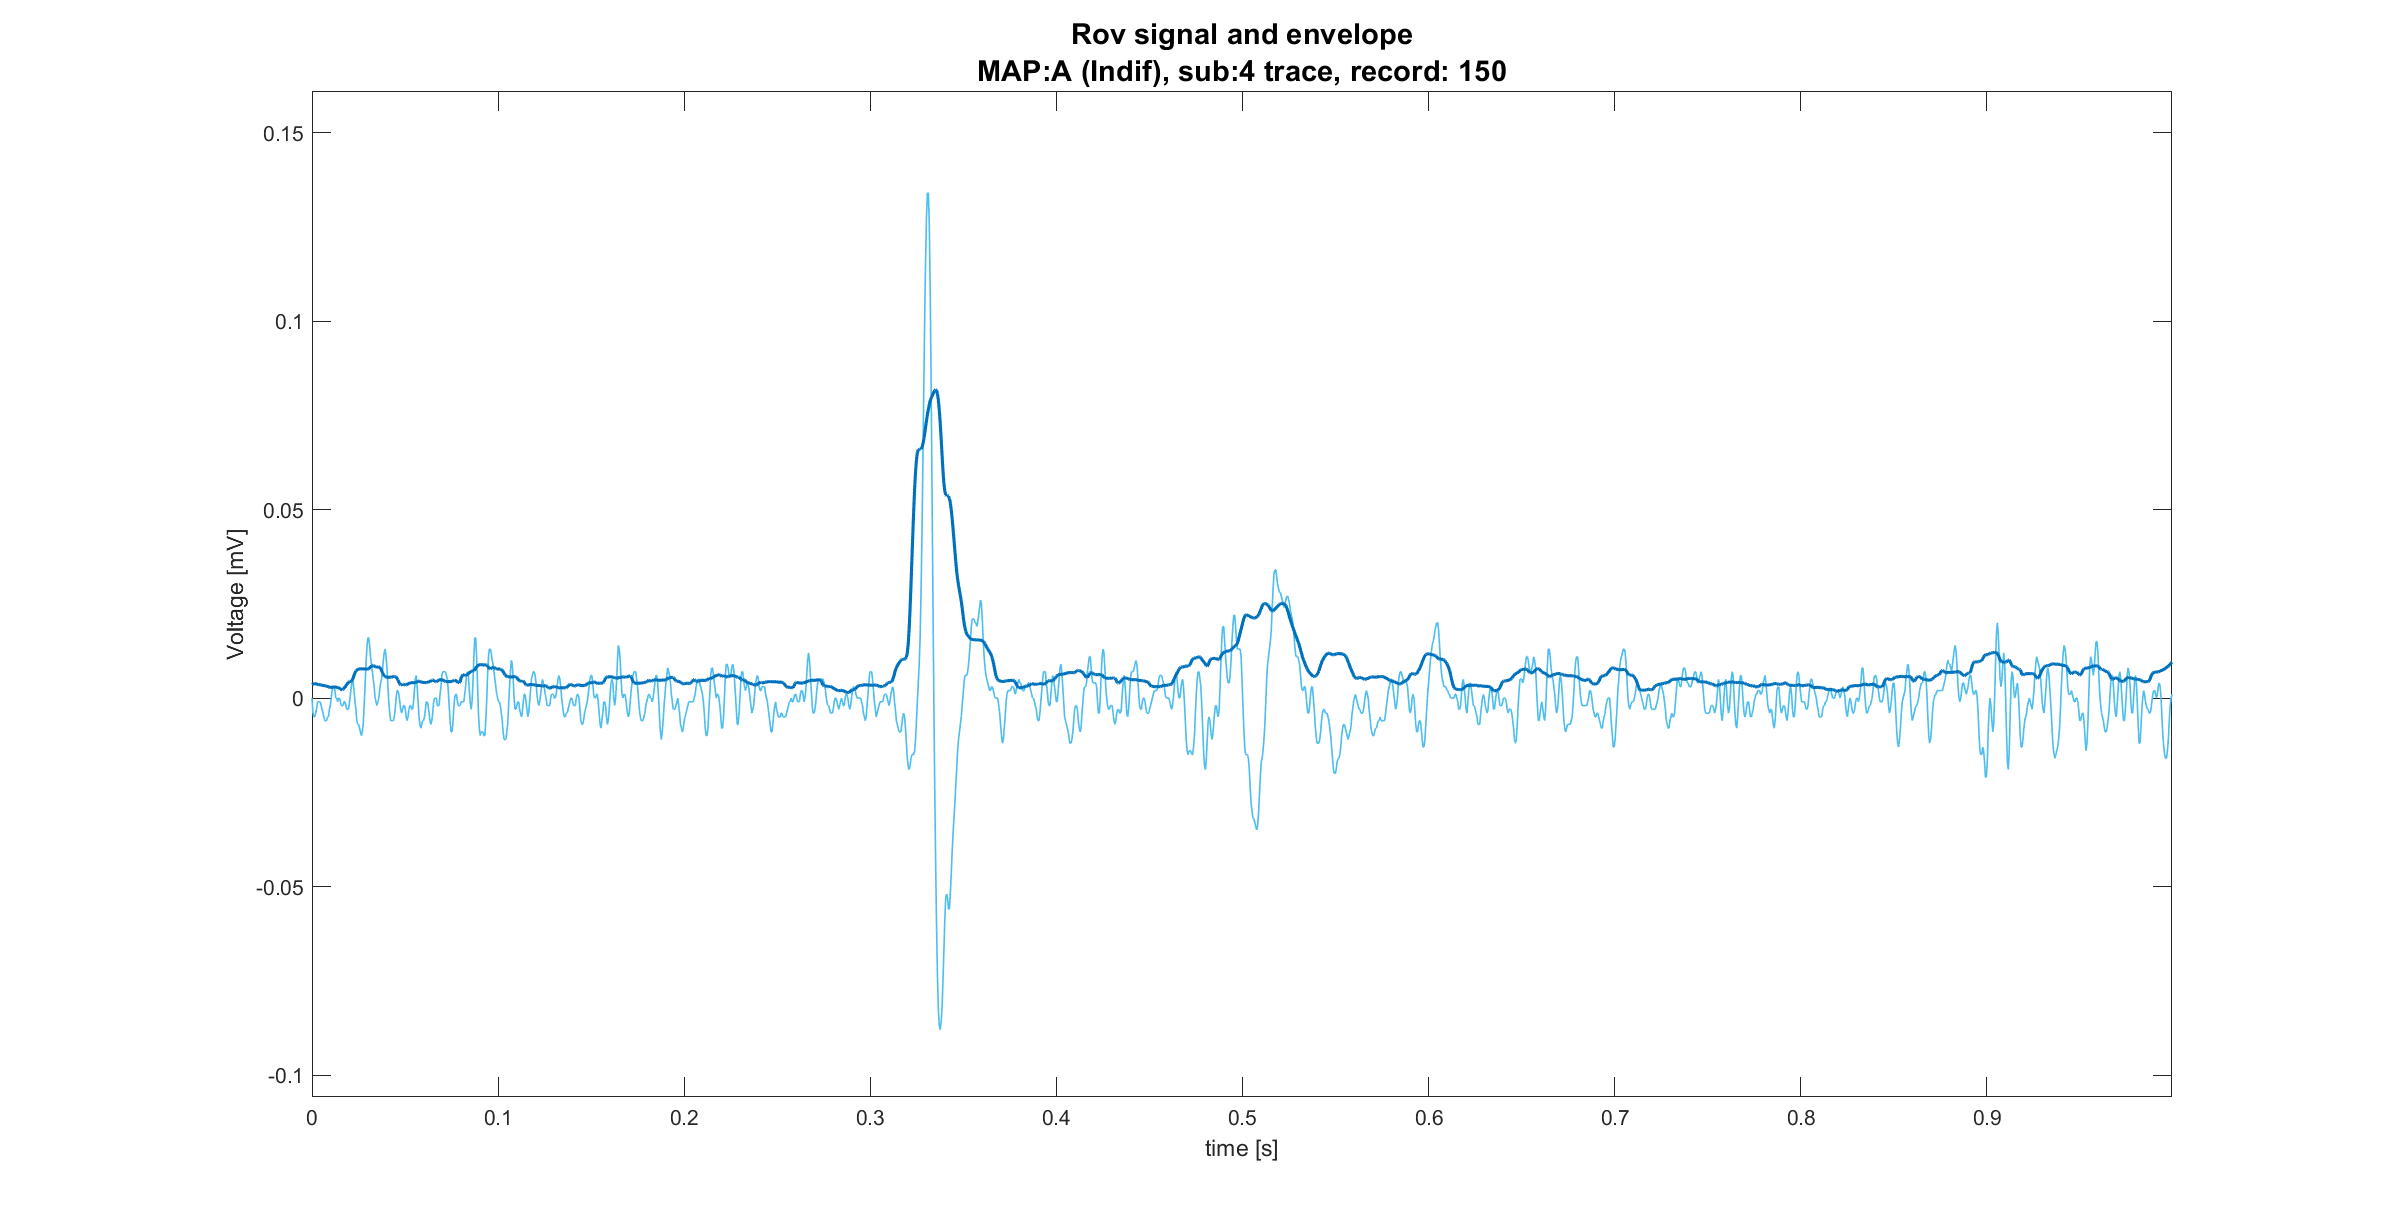 Rov signal and envelope
MAP:A (Indif), sub:4 trace, record: 150
0.15
0.1
0.05
0
-0.05
-0.1
Voltage [mV]
0 0.1 0.2 0.3 0.4 0.5 0.6 0.7 0.8 0.9
time [s]